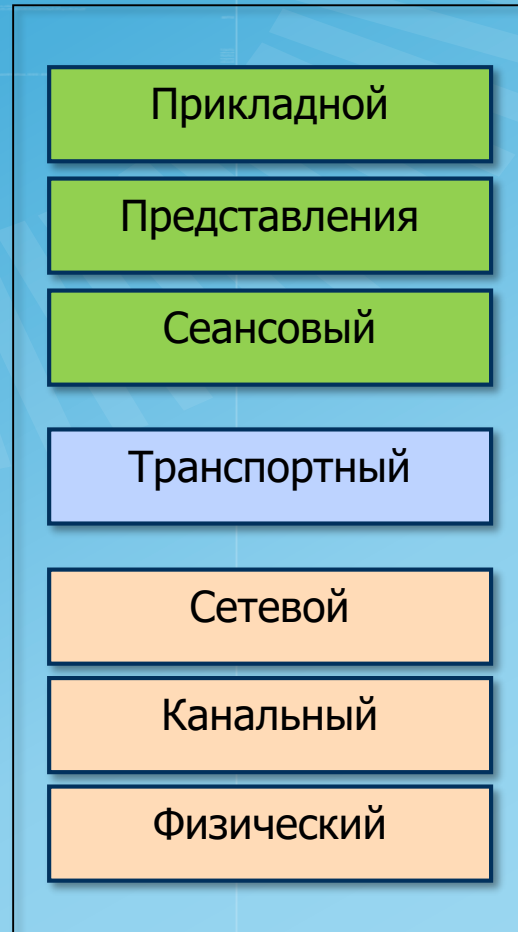 Прикладной
Представления
Сеансовый
Транспортный
Сетевой
Канальный
Физический